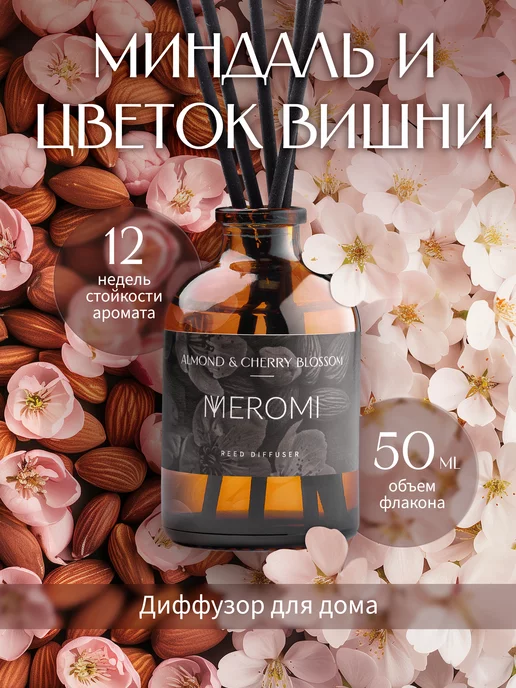 МИНДАЛЬ И
ЦВЕТОК ВИШНИ
12
недель
стойкости
аромата
ALMOND & CHERRY BLOSSOM
MEROMI
REED DIFFUSER
50 ML
объем
флакона
Диффузор для дома